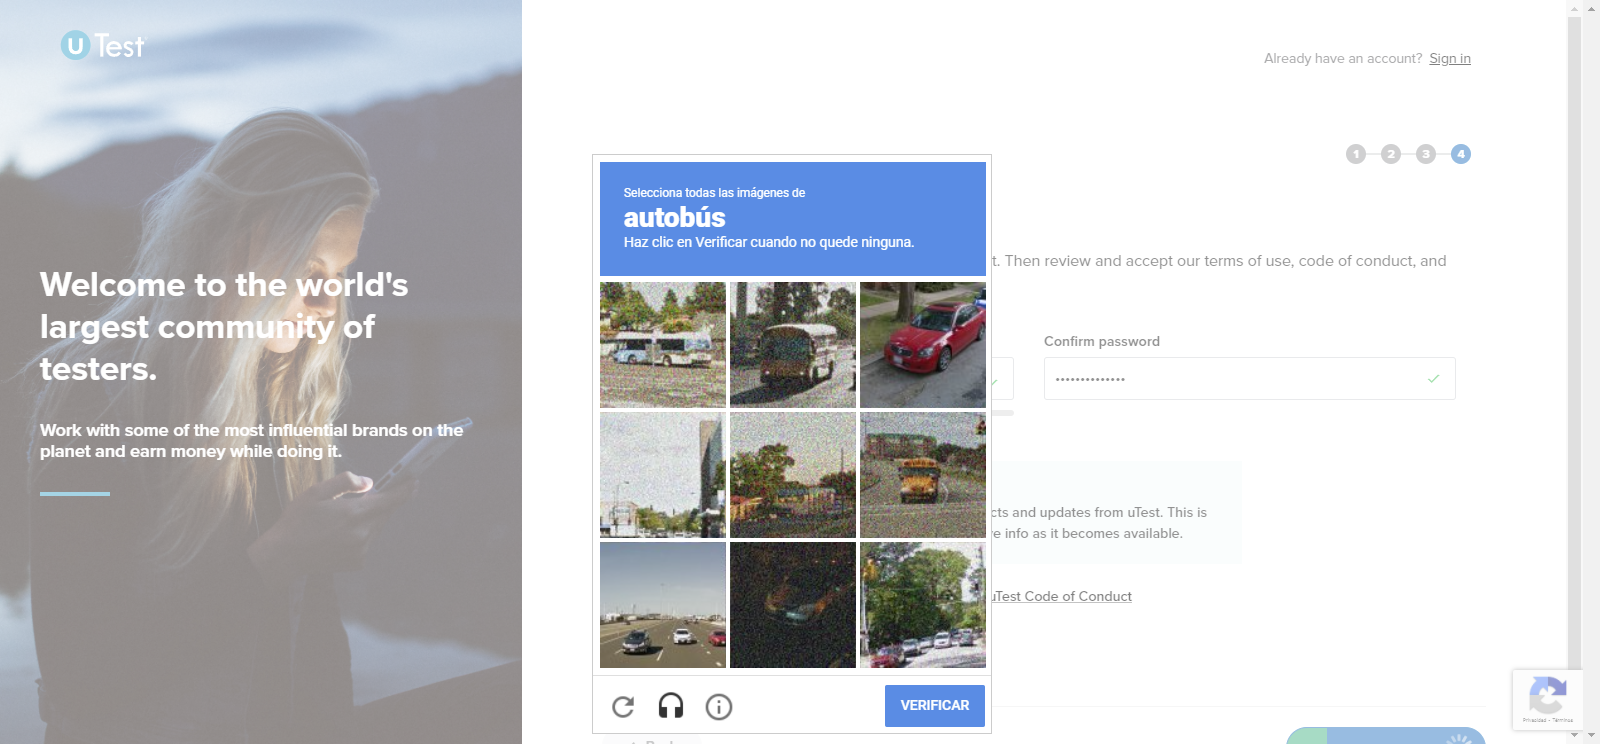 U Test
Already have an account? Sign in
1 2 3 4
Welcome to the world's
largest community of
testers.
Work with some of the most influential brands on the
planet and earn money while doing it.
Selecciona todas las imágenes de
autobús
Haz clic en Verificar cuando no quede ninguna.
t. Then review and accept our terms of use, code of conduct, and
Confirm password
cts and updates from uTest. This is
e info as it becomes available.
uTest Code of Conduct
VERIFICAR
Privacidad - Términos